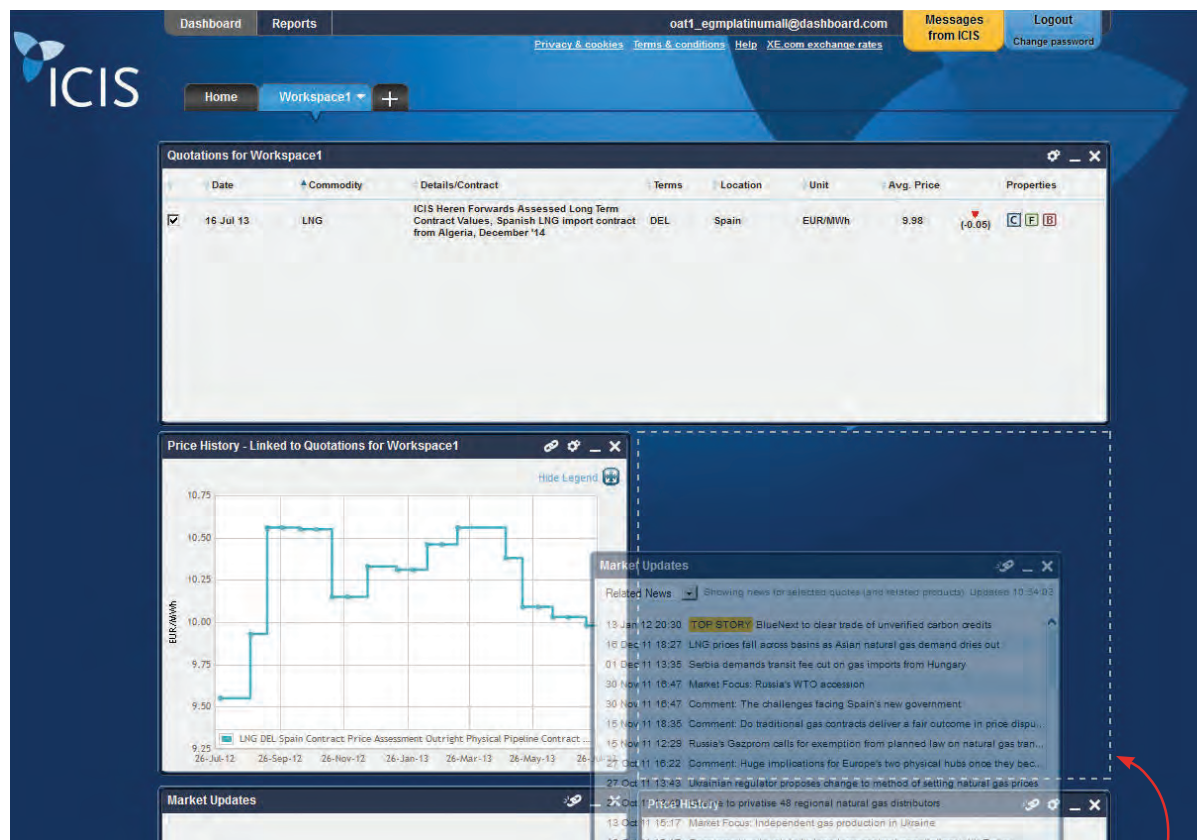 Dashboard Reports oat1_egmplatinumall@dashboard.com Messages from ICIS Logout
Change password
Privacy & cookies Terms & conditions Help XE.com exchange rates
ICIS
Home Workspace1 +
Quotations for Workspace1
Date Commodity Details/Contract Terms Location Unit Avg. Price Properties
ICIS Heren Forwards Assessed Long Term
16 Jul 13 LNG Contract Values, Spanish LNG import contract DEL Spain EUR/MWh 9.98 (-0.05) C F B
from Algeria, December '14
Price History - Linked to Quotations for Workspace1
Hide Legend
10.75
10.50
10.25
10.00
9.75
9.50
9.25
EUR/MWh
LNG DEL Spain Contract Price Assessment Outright Physical Pipeline Contract ...
26-Jul-12 26-Sep-12 26-Nov-12 26-Jan-13 26-Mar-13 26-May-13 26-
Market Updates
Related News Showing news for selected quotes (and related products). Updated 10:54:02
13 Jan 12 20:30 TOP STORY BlueNext to clear trade of unverified carbon credits
16 Dec 11 18:27 LNG prices fall across basins as Asian natural gas demand dries out
01 Dec 11 13:35 Serbia demands transit fee cut on gas imports from Hungary
30 Nov 11 16:47 Market Focus: Russia's WTO accession
30 Nov 11 16:47 Comment: The challenges facing Spain's new government
15 Nov 11 18:35 Comment: Do traditional gas contracts deliver a fair outcome in price dispu...
15 Nov 11 12:29 Russia's Gazprom calls for exemption from planned law on natural gas tran...
27 Oct 11 16:22 Comment: Huge implications for Europe's two physical hubs once they bec...
27 Oct 11 13:43 Ukrainian regulator proposes change to method of setting natural gas prices
to privatise 48 regional natural gas distributors
13 Oct 11 15:17 Market Focus: Independent gas production in Ukraine
Market Updates
Price History